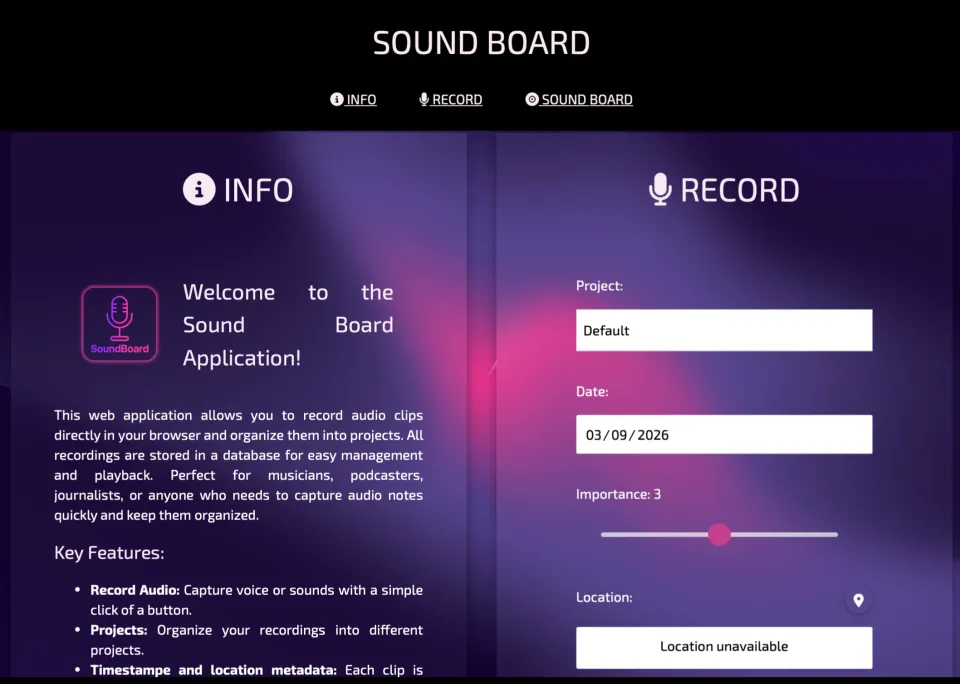 SOUND BOARD
INFO RECORD SOUND BOARD
INFO
SoundBoard
Welcome to the
Sound Board
Application!
This web application allows you to record audio clips
directly in your browser and organize them into projects. All
recordings are stored in a database for easy management
and playback. Perfect for musicians, podcasters,
journalists, or anyone who needs to capture audio notes
quickly and keep them organized.
Key Features:
• Record Audio: Capture voice or sounds with a simple
click of a button.
• Projects: Organize your recordings into different
projects.
• Timestampe and location metadata: Each clip is
RECORD
Project:
Default
Date:
03/09/2026
Importance: 3
Location:
Location unavailable